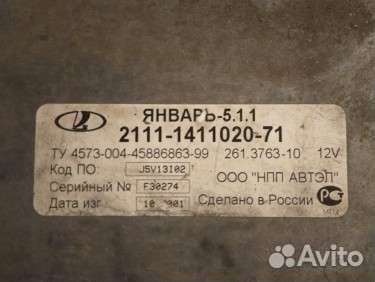 ЯНВАРЬ-5.1.1
2111-1411020-71
ТУ 4573-004-45886863-99 261.3763-10 12V
Код ПО J5V13I02
Серийный № F30274 ООО "НПП АВТЭЛ"
Дата изг Сделано в России
Avito